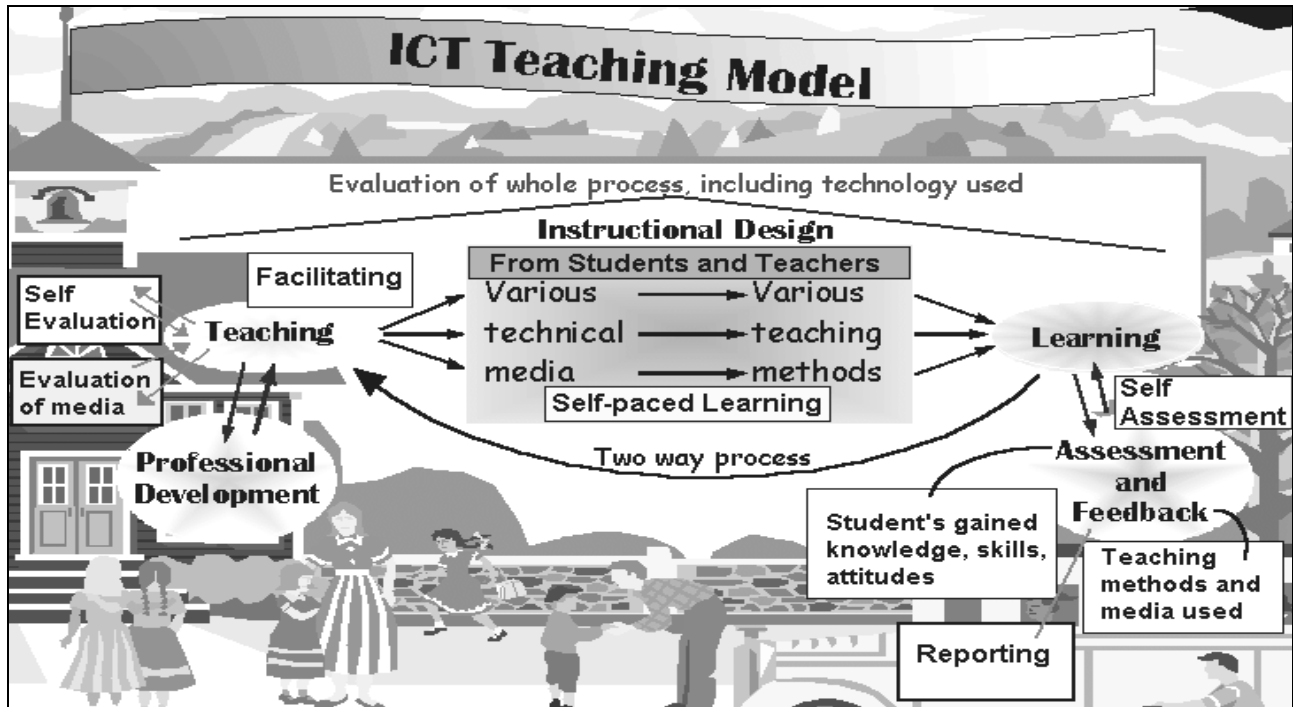 ICT Teaching Model
Evaluation of whole process, including technology used
Instructional Design
From Students and Teachers
Facilitating
Various Various
technical teaching
media methods
Self-paced Learning
Self
Evaluation
Teaching
Evaluation
of media
Professional
Development
Two way process
Learning
Self
Assessment
Assessment
and
Feedback
Student's gained
knowledge, skills,
attitudes
Teaching
methods and
media used
Reporting